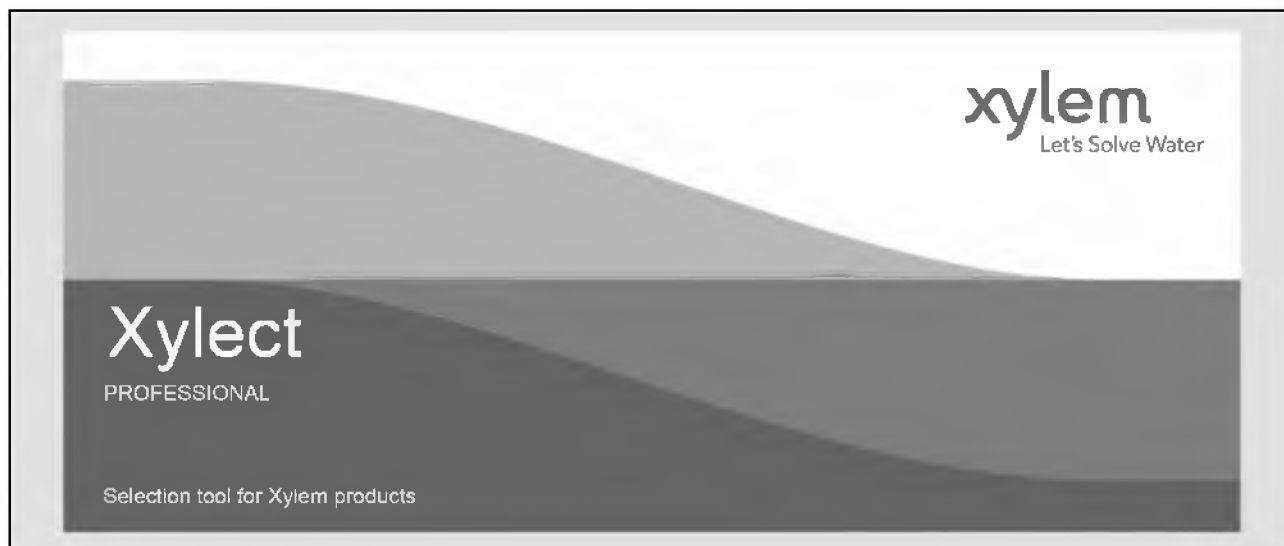 xylem
Let's Solve Water
Xylect
PROFESSIONAL
Selection tool for Xylem products